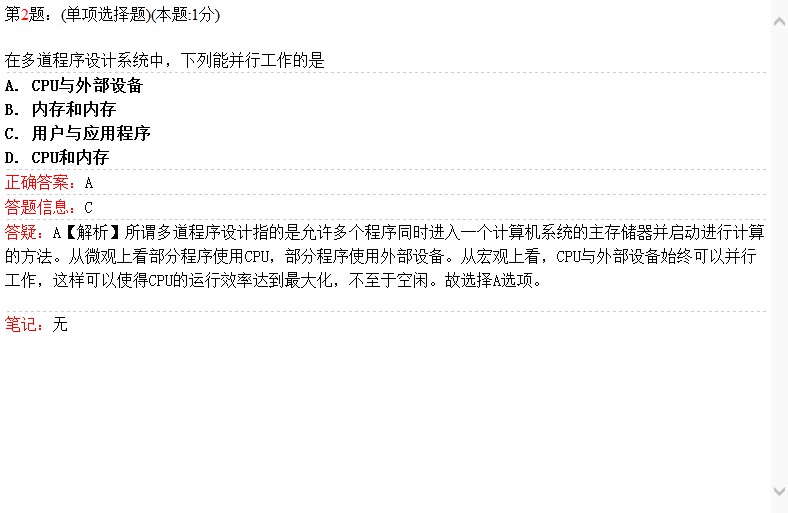 第2题：(单项选择题)(本题:1分)
在多道程序设计系统中，下列能并行工作的是
A. CPU与外部设备
B. 内存和内存
C. 用户与应用程序
D. CPU和内存
正确答案：A
答题信息：C
答疑：A【解析】所谓多道程序设计指的是允许多个程序同时进入一个计算机系统的主存储器并启动进行计算
的方法。从微观上看部分程序使用CPU，部分程序使用外部设备。从宏观上看，CPU与外部设备始终可以并行
工作，这样可以使得CPU的运行效率达到最大化，不至于空闲。故选择A选项。
笔记：无